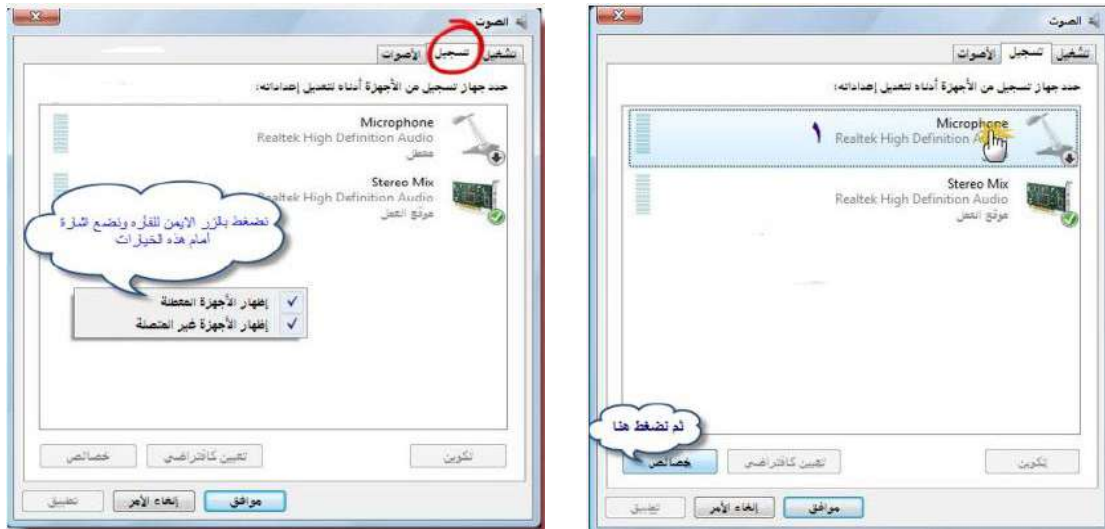 الصوت
تشغيل تسجيل الأصوات
حدد جهاز تسجيل من الأجهزة أدناه لتعديل إعداداته:
Microphone
Realtek High Definition Audio
معطل
Stereo Mix
Realtek High Definition Audio
موقع العمل
نضغط بالزر الايمن للفأره ونضع اشارة
أمام هذه الخيارات
إظهار الأجهزة المعطلة
إظهار الأجهزة غير المتصلة
تكوين تعيين كافتراضي خصائص
موافق إلغاء الأمر تطبيق
الصوت
تشغيل تسجيل الأصوات
حدد جهاز تسجيل من الأجهزة أدناه لتعديل إعداداته:
Microphone
Realtek High Definition
١
Stereo Mix
Realtek High Definition Audio
موقع العمل
ثم نضغط هنا
تكوين تعيين كافتراضي خصائص
موافق إلغاء الأمر تطبيق